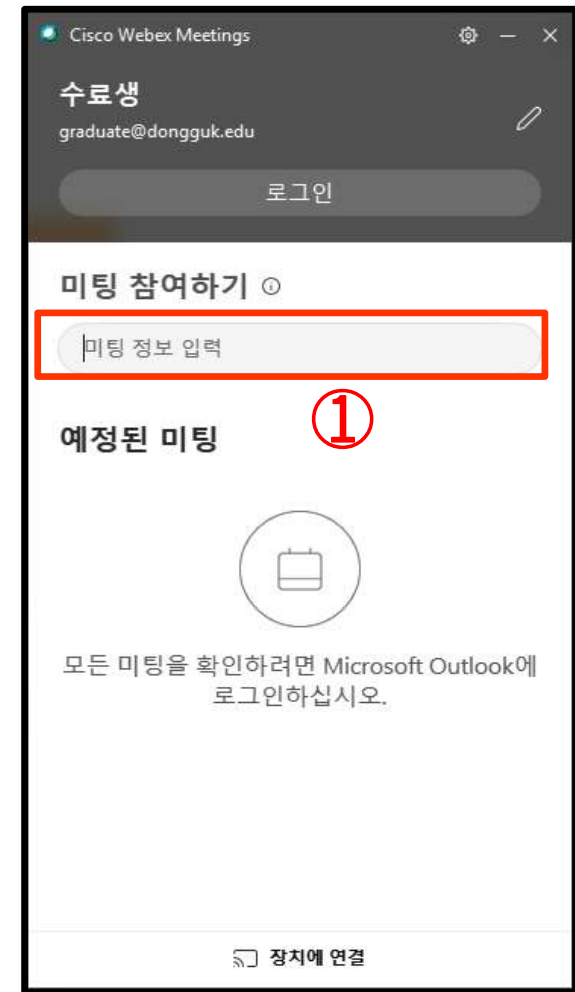 Cisco Webex Meetings
수료생
graduate@dongguk.edu
로그인
미팅 참여하기
미팅 정보 입력
①
예정된 미팅
모든 미팅을 확인하려면 Microsoft Outlook에
로그인하십시오.
장치에 연결